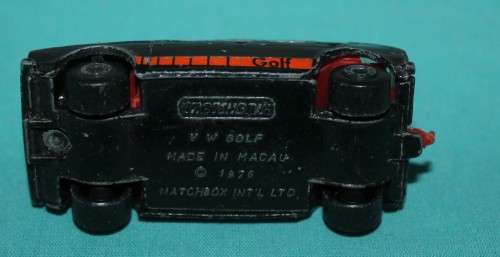 Golf
MATCHBOX
V W GOLF
MADE IN MACAU
© 1976
MATCHBOX INT'L LTD.